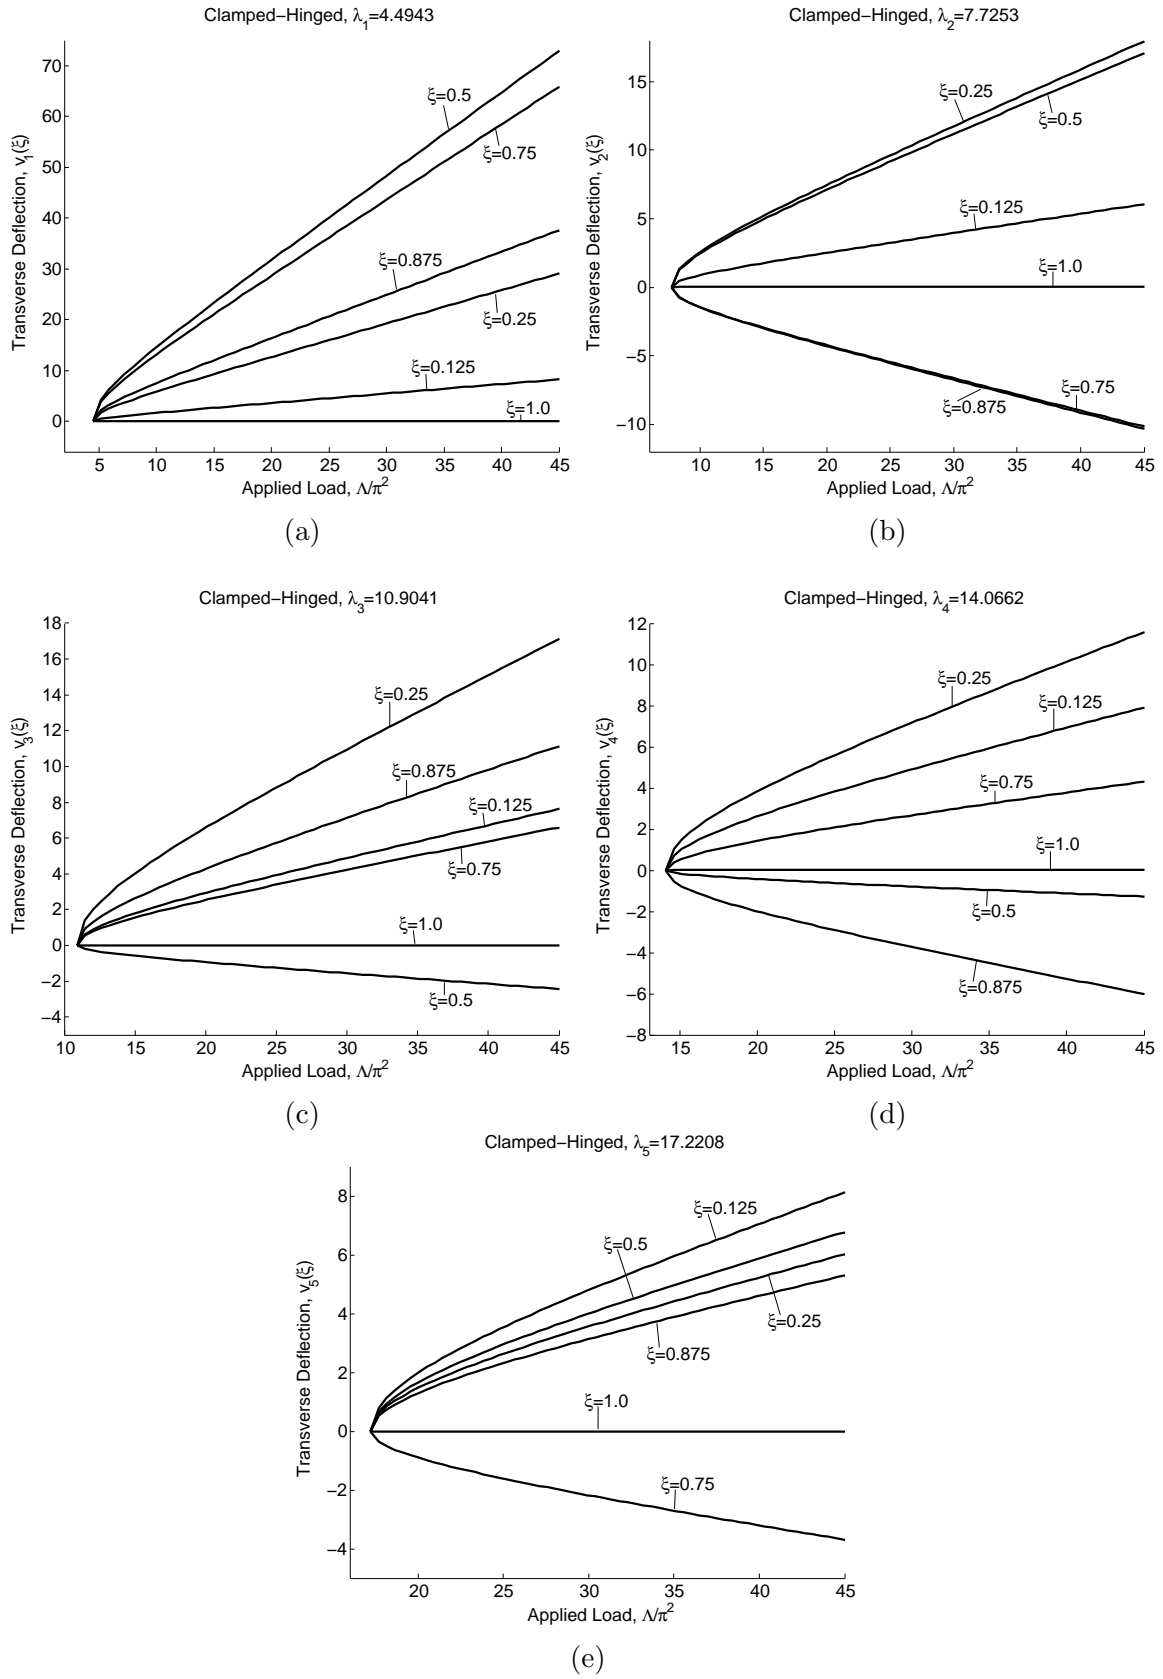 Clamped−Hinged, λ1=4.4943
Transverse Deflection, v1(ξ)
70
60
50
40
30
20
10
0
ξ=0.5
ξ=0.75
ξ=0.875
ξ=0.25
ξ=0.125
ξ=1.0
5 10 15 20 25 30 35 40 45
Applied Load, Λ/π2
(a)
Clamped−Hinged, λ2=7.7253
Transverse Deflection, v2(ξ)
15
10
5
0
−5
−10
ξ=0.25
ξ=0.5
ξ=0.125
ξ=1.0
ξ=0.75
ξ=0.875
10 15 20 25 30 35 40 45
Applied Load, Λ/π2
(b)
Clamped−Hinged, λ3=10.9041
Transverse Deflection, v3(ξ)
18
16
14
12
10
8
6
4
2
0
−2
−4
ξ=0.25
ξ=0.875
ξ=0.125
ξ=0.75
ξ=1.0
ξ=0.5
10 15 20 25 30 35 40 45
Applied Load, Λ/π2
(c)
Clamped−Hinged, λ4=14.0662
Transverse Deflection, v4(ξ)
12
10
8
6
4
2
0
−2
−4
−6
−8
ξ=0.25
ξ=0.125
ξ=0.75
ξ=1.0
ξ=0.5
ξ=0.875
15 20 25 30 35 40 45
Applied Load, Λ/π2
(d)
Clamped−Hinged, λ5=17.2208
Transverse Deflection, v5(ξ)
8
6
4
2
0
−2
−4
ξ=0.125
ξ=0.5
ξ=0.25
ξ=0.875
ξ=1.0
ξ=0.75
20 25 30 35 40 45
Applied Load, Λ/π2
(e)